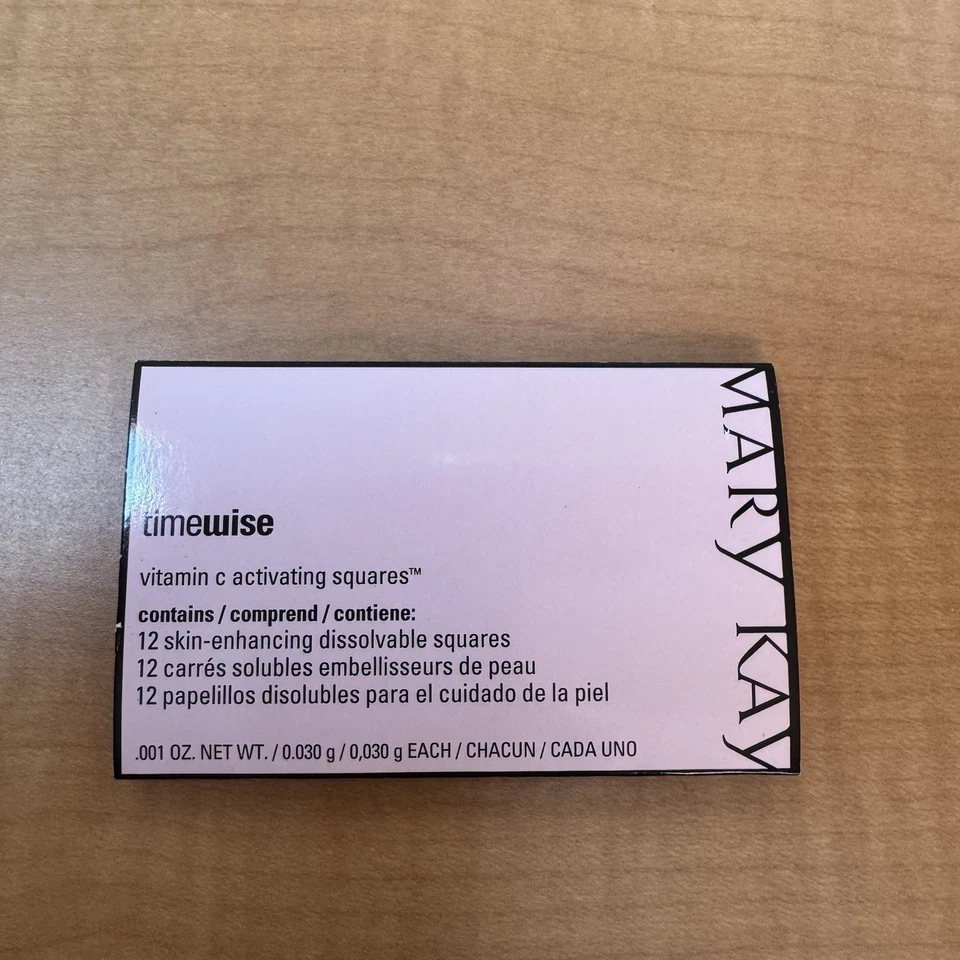 timewise
vitamin c activating squares™
contains / comprend / contiene:
12 skin-enhancing dissolvable squares
12 carrés solubles embellisseurs de peau
12 papelillos disolubles para el cuidado de la piel
.001 OZ. NET WT. / 0.030 g / 0,030 g EACH / CHACUN / CADA UNO
MARY KAY